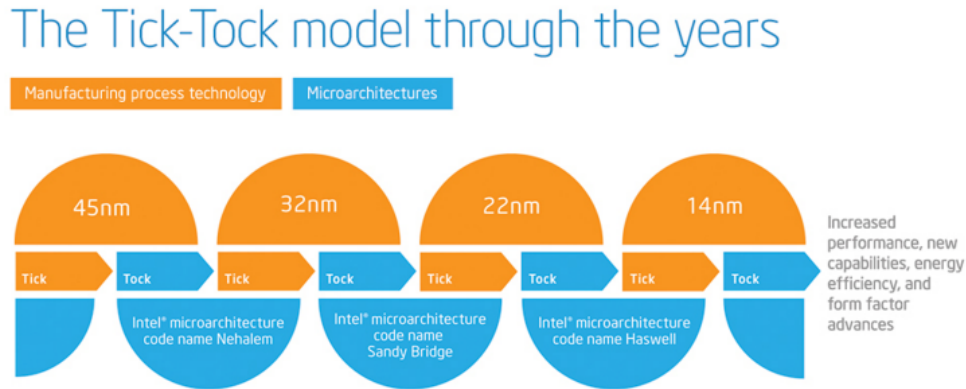 The Tick-Tock model through the years
Manufacturing process technology
Microarchitectures
45nm
32nm
22nm
14nm
Tick
Tock
Tick
Tock
Tick
Tock
Tick
Tock
Intel® microarchitecture
code name Nehalem
Intel® microarchitecture
code name
Sandy Bridge
Intel® microarchitecture
code name Haswell
Increased
performance, new
capabilities, energy
efficiency, and
form factor
advances